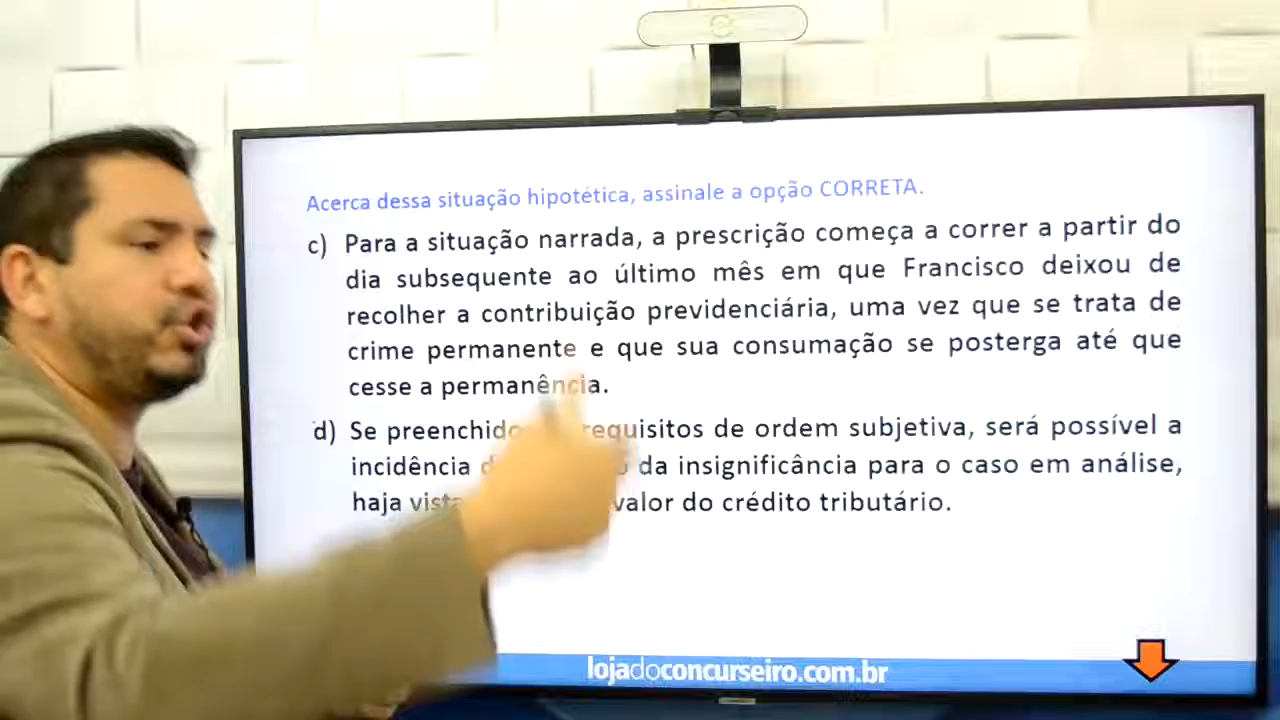 Acerca dessa situação hipotética, assinale a opção CORRETA.
c) Para a situação narrada, a prescrição começa a correr a partir do
dia subsequente ao último mês em que Francisco deixou de
recolher a contribuição previdenciária, uma vez que se trata de
crime permanente e que sua consumação se posterga até que
cesse a permanência.
d) Se preenchido requisitos de ordem subjetiva, será possível a
incidência da insignificância para o caso em análise,
haja vista valor do crédito tributário.
lojadoconcurseiro.com.br